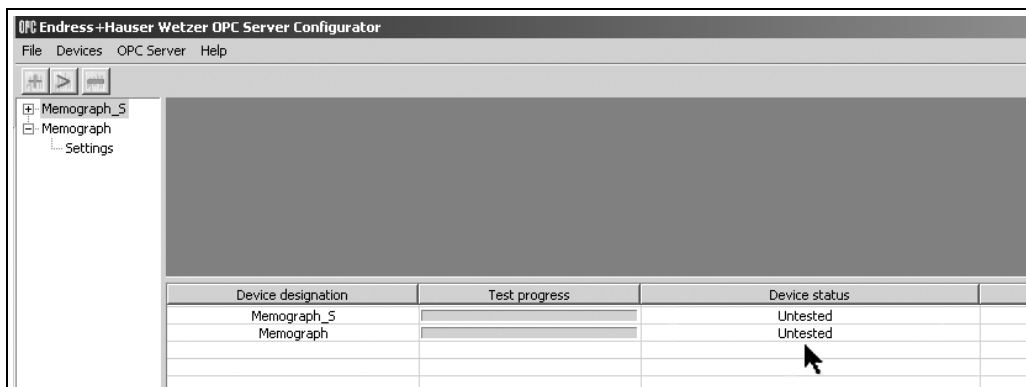 OPC Endress+Hauser Wetzer OPC Server Configurator
File Devices OPC Server Help
Memograph_S
Memograph
Settings
Device designation Test progress Device status
Memograph_S Untested
Memograph Untested